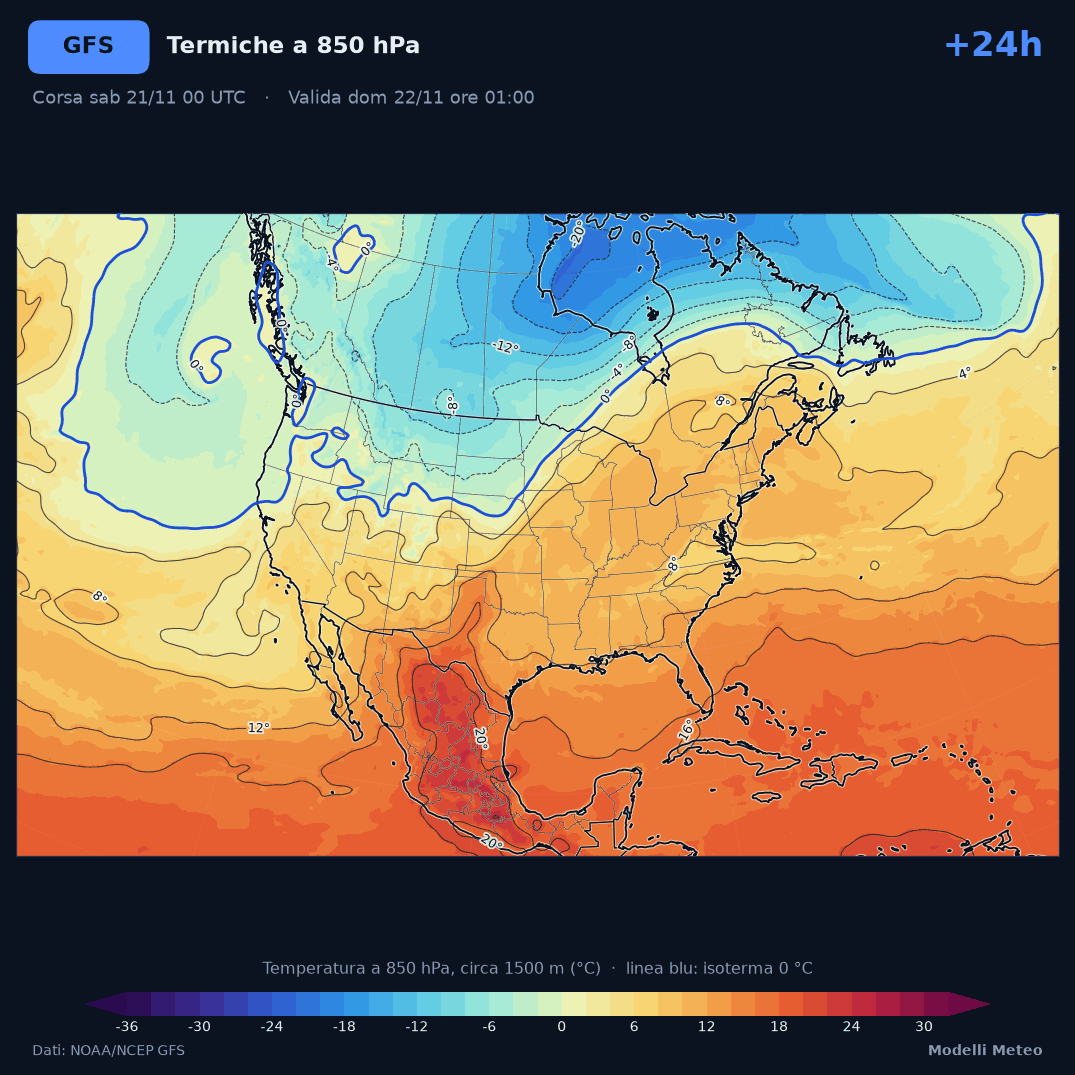 GFS
Termiche a 850 hPa
+24h
Corsa sab 21/11 00 UTC · Valida dom 22/11 ore 01:00
-20°
0°
-4°
0°
0°
-12°
-8°
-4°
4°
0°
0°
-8°
8°
8°
8°
12°
20°
16°
20°
Temperatura a 850 hPa, circa 1500 m (°C) · linea blu: isoterma 0 °C
-36 -30 -24 -18 -12 -6 0 6 12 18 24 30
Dati: NOAA/NCEP GFS
Modelli Meteo